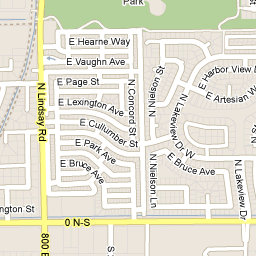 Park
E Hearne Way
E Vaughn Ave
E Page St
E Lexington Ave
E Cullumber St
E Park Ave
E Bruce Ave
N Lindsay Rd
N Concord St
N Nielson St
N Nielson Ln
N Lakeview Dr W
E Harbor View D
E Artesian W
E Bruce Ave
N Lakeview Dr
ngton St
0 N-S
800 E